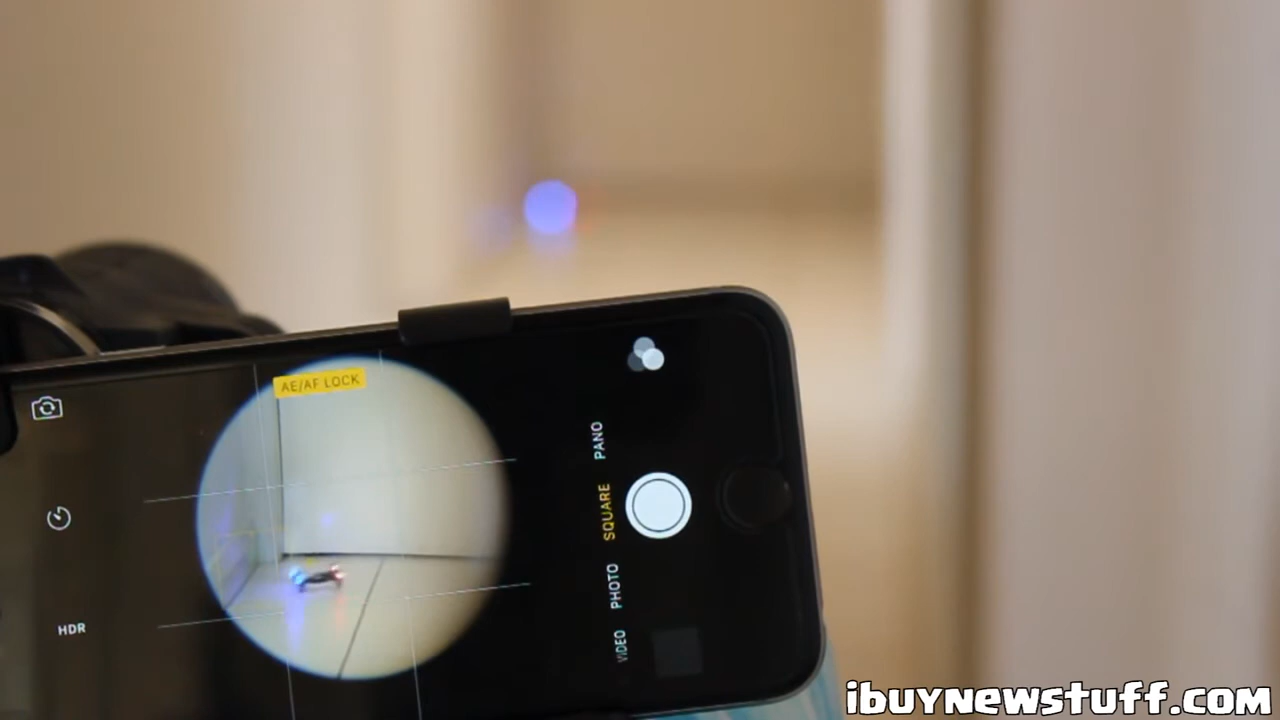 AE/AF LOCK
PANO
SQUARE
PHOTO
VIDEO
HDR
ibuynewstuff.com